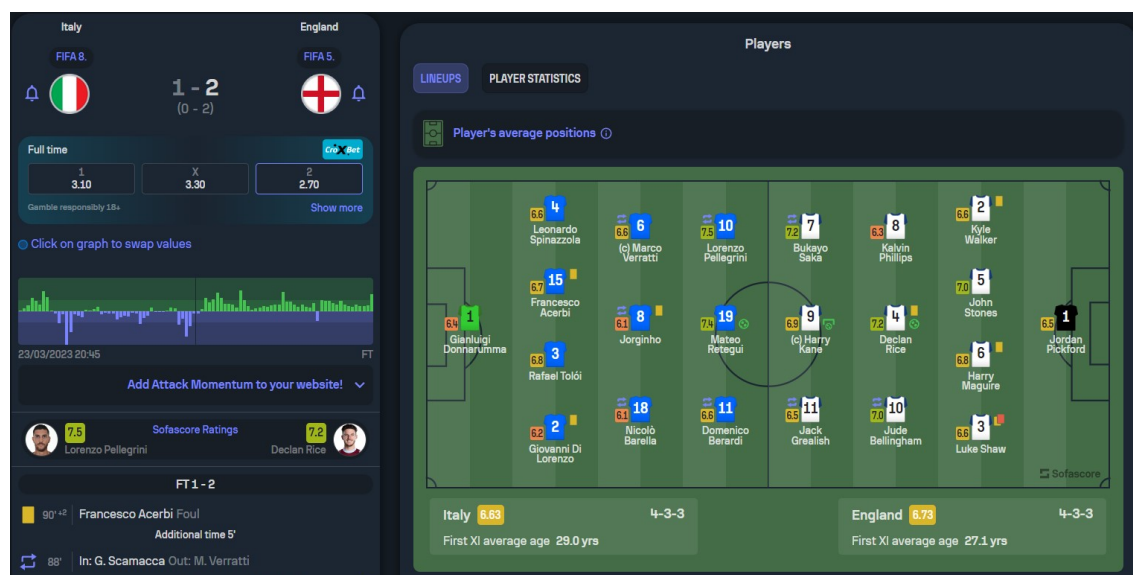 Italy
England
FIFA 8.
FIFA 5.
1 - 2
(0 - 2)
Full time
CroXBet
1
3.10
X
3.30
2
2.70
Gamble responsibly 18+
Show more
Click on graph to swap values
23/03/2023 20:45
FT
Add Attack Momentum to your website!
7.5
Sofascore Ratings
7.2
Lorenzo Pellegrini
Declan Rice
FT 1 - 2
90' +2 Francesco Acerbi Foul
Additional time 5'
88' In: G. Scamacca Out: M. Verratti
Players
LINEUPS
PLAYER STATISTICS
Player's average positions
1
6.4
Gianluigi
Donnarumma
4
6.6
Leonardo
Spinazzola
15
6.7
Francesco
Acerbi
3
6.8
Rafael Tolói
2
6.2
Giovanni Di
Lorenzo
6
6.6
(c) Marco
Verratti
8
6.1
Jorginho
18
6.1
Nicolò
Barella
10
7.5
Lorenzo
Pellegrini
19
7.4
Mateo
Retegui
11
6.6
Domenico
Berardi
7
7.2
Bukayo
Saka
9
6.9
(c) Harry
Kane
11
6.5
Jack
Grealish
8
6.3
Kalvin
Phillips
4
7.2
Declan
Rice
10
7.0
Jude
Bellingham
2
6.6
Kyle
Walker
5
7.0
John
Stones
6
6.8
Harry
Maguire
3
6.6
Luke Shaw
1
6.5
Jordan
Pickford
Sofascore
Italy 6.63
4-3-3
First XI average age 29.0 yrs
England 6.73
4-3-3
First XI average age 27.1 yrs